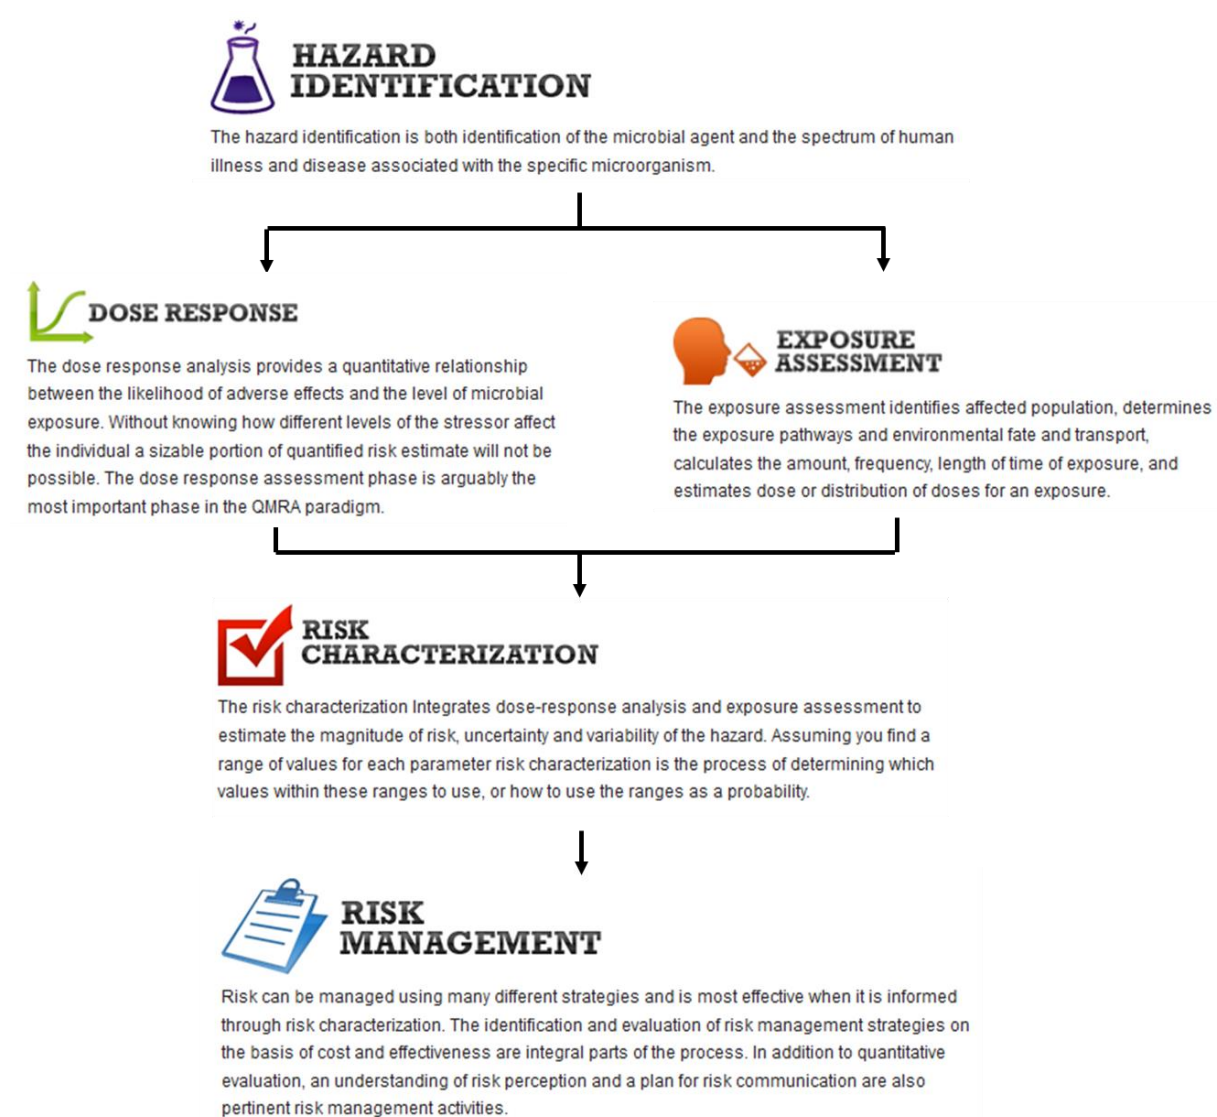 HAZARD
IDENTIFICATION
The hazard identification is both identification of the microbial agent and the spectrum of human
illness and disease associated with the specific microorganism.
DOSE RESPONSE
The dose response analysis provides a quantitative relationship
between the likelihood of adverse effects and the level of microbial
exposure. Without knowing how different levels of the stressor affect
the individual a sizable portion of quantified risk estimate will not be
possible. The dose response assessment phase is arguably the
most important phase in the QMRA paradigm.
EXPOSURE
ASSESSMENT
The exposure assessment identifies affected population, determines
the exposure pathways and environmental fate and transport,
calculates the amount, frequency, length of time of exposure, and
estimates dose or distribution of doses for an exposure.
RISK
CHARACTERIZATION
The risk characterization Integrates dose-response analysis and exposure assessment to
estimate the magnitude of risk, uncertainty and variability of the hazard. Assuming you find a
range of values for each parameter risk characterization is the process of determining which
values within these ranges to use, or how to use the ranges as a probability.
RISK
MANAGEMENT
Risk can be managed using many different strategies and is most effective when it is informed
through risk characterization. The identification and evaluation of risk management strategies on
the basis of cost and effectiveness are integral parts of the process. In addition to quantitative
evaluation, an understanding of risk perception and a plan for risk communication are also
pertinent risk management activities.